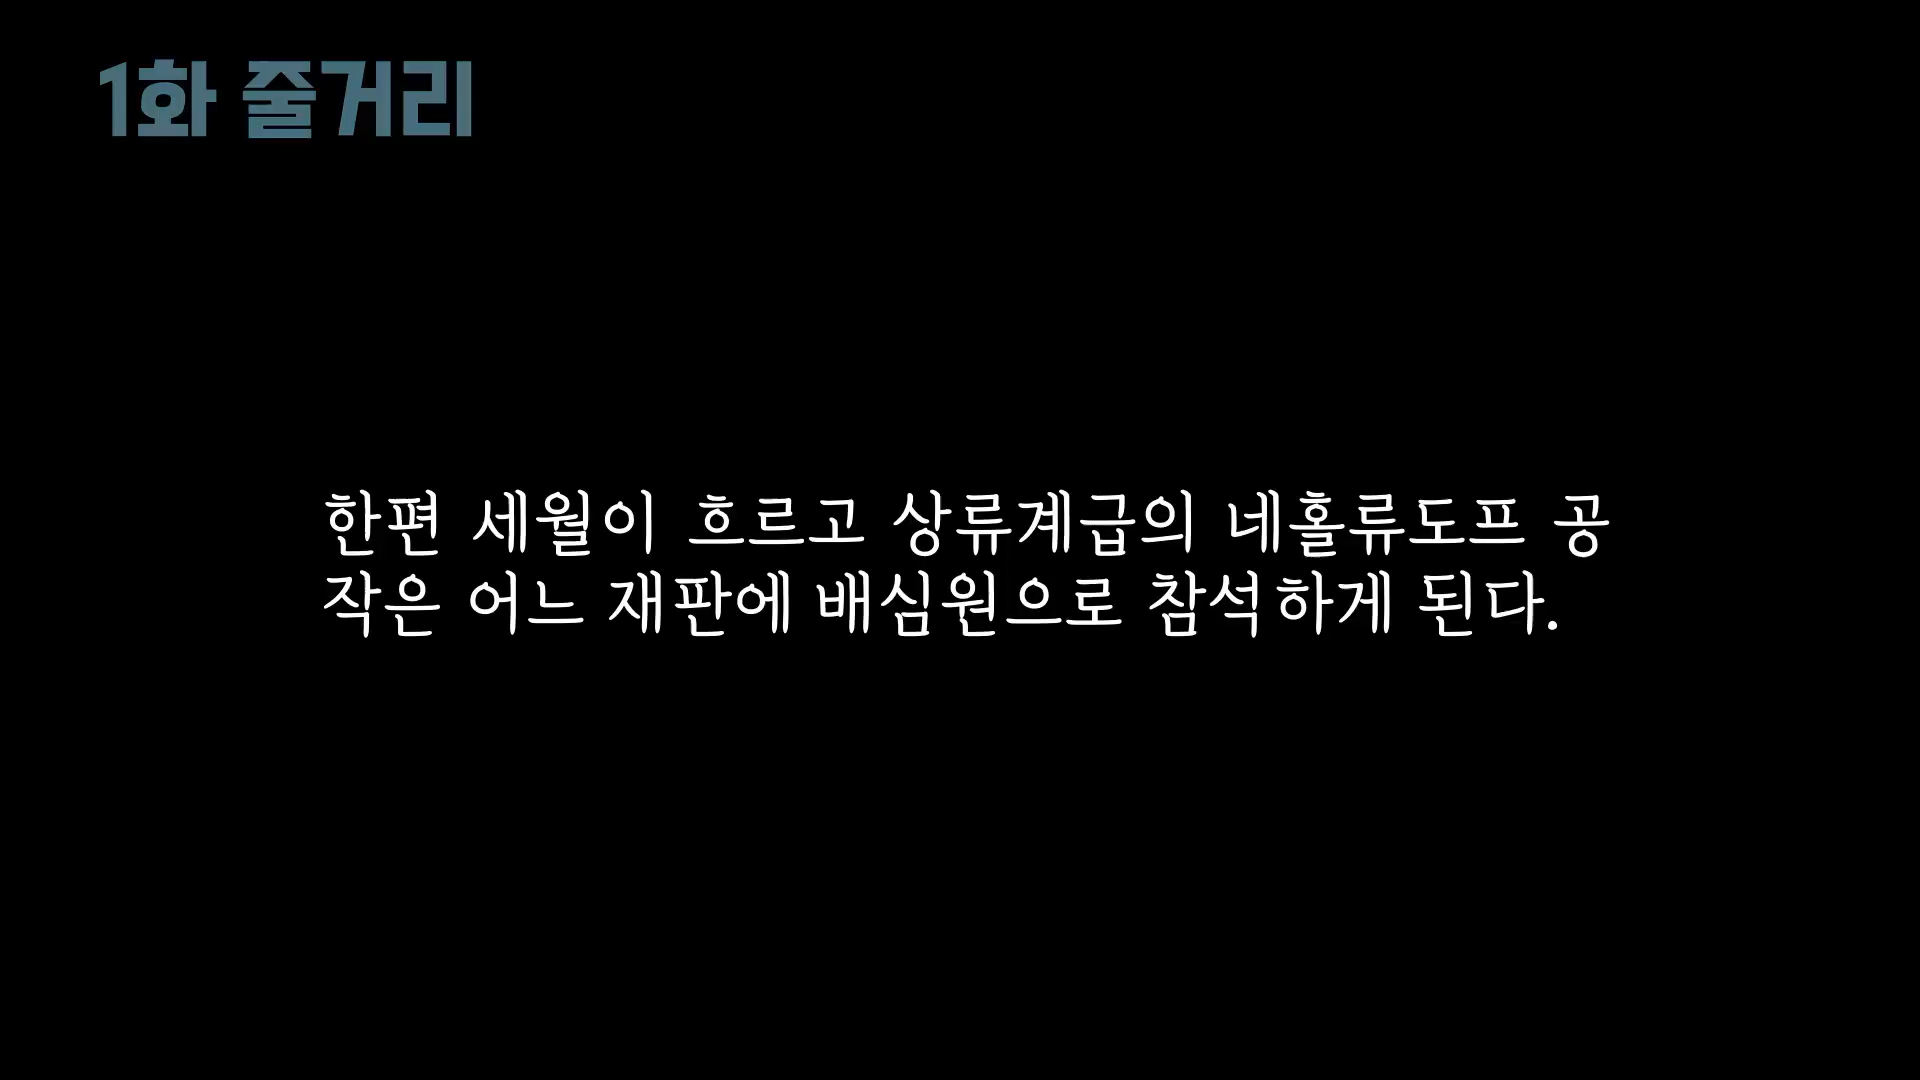 1화 줄거리
한편 세월이 흐르고 상류계급의 네홀류도프 공
작은 어느 재판에 배심원으로 참석하게 된다.